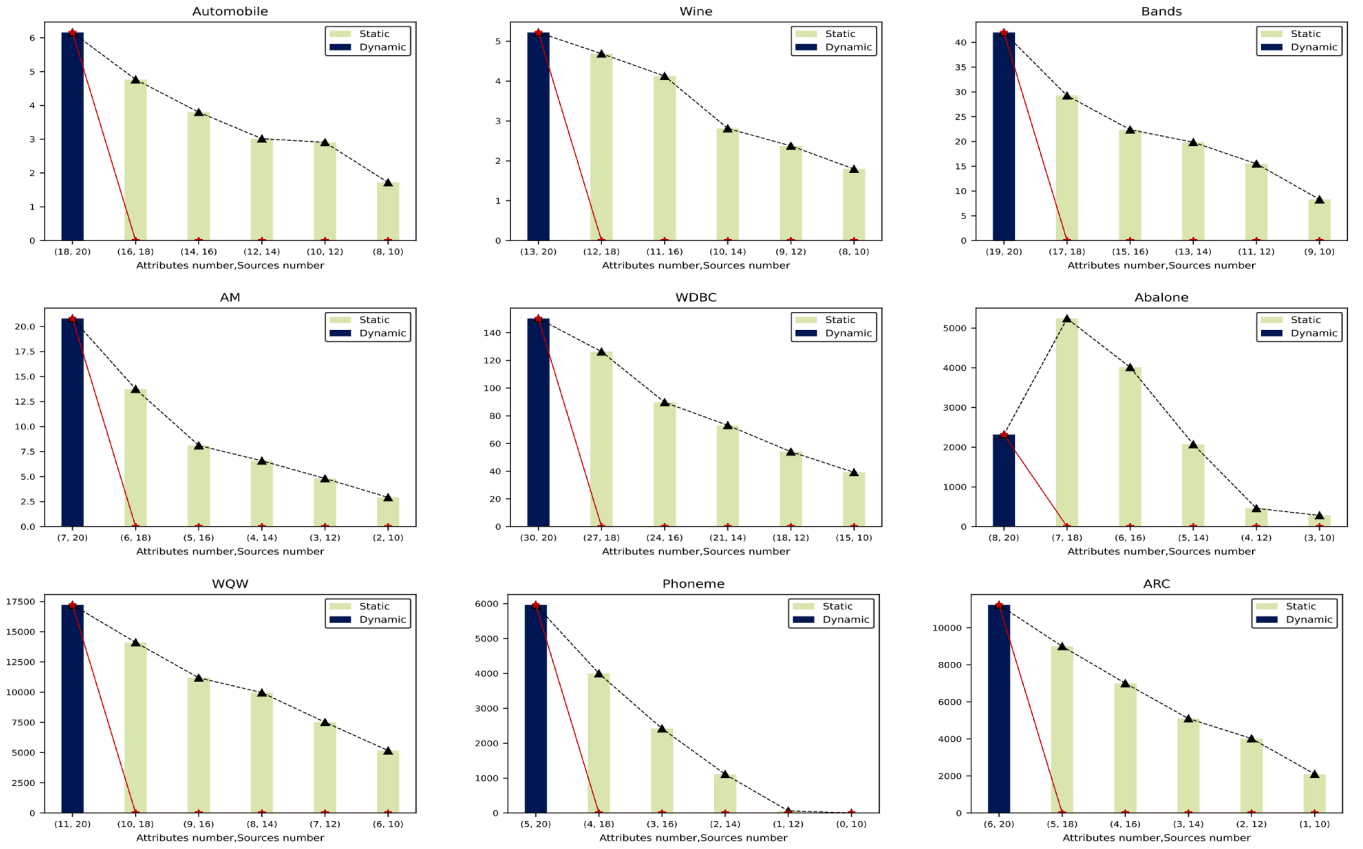 Automobile
Static
Dynamic
6
5
4
3
2
1
0
(18, 20) (16, 18) (14, 16) (12, 14) (10, 12) (8, 10)
Attributes number,Sources number
Wine
Static
Dynamic
5
4
3
2
1
0
(13, 20) (12, 18) (11, 16) (10, 14) (9, 12) (8, 10)
Attributes number,Sources number
Bands
Static
Dynamic
40
35
30
25
20
15
10
5
0
(19, 20) (17, 18) (15, 16) (13, 14) (11, 12) (9, 10)
Attributes number,Sources number
AM
Static
Dynamic
20.0
17.5
15.0
12.5
10.0
7.5
5.0
2.5
0.0
(7, 20) (6, 18) (5, 16) (4, 14) (3, 12) (2, 10)
Attributes number,Sources number
WDBC
Static
Dynamic
140
120
100
80
60
40
20
0
(30, 20) (27, 18) (24, 16) (21, 14) (18, 12) (15, 10)
Attributes number,Sources number
Abalone
Static
Dynamic
5000
4000
3000
2000
1000
0
(8, 20) (7, 18) (6, 16) (5, 14) (4, 12) (3, 10)
Attributes number,Sources number
WQW
Static
Dynamic
17500
15000
12500
10000
7500
5000
2500
0
(11, 20) (10, 18) (9, 16) (8, 14) (7, 12) (6, 10)
Attributes number,Sources number
Phoneme
Static
Dynamic
6000
5000
4000
3000
2000
1000
0
(5, 20) (4, 18) (3, 16) (2, 14) (1, 12) (0, 10)
Attributes number,Sources number
ARC
Static
Dynamic
10000
8000
6000
4000
2000
0
(6, 20) (5, 18) (4, 16) (3, 14) (2, 12) (1, 10)
Attributes number,Sources number